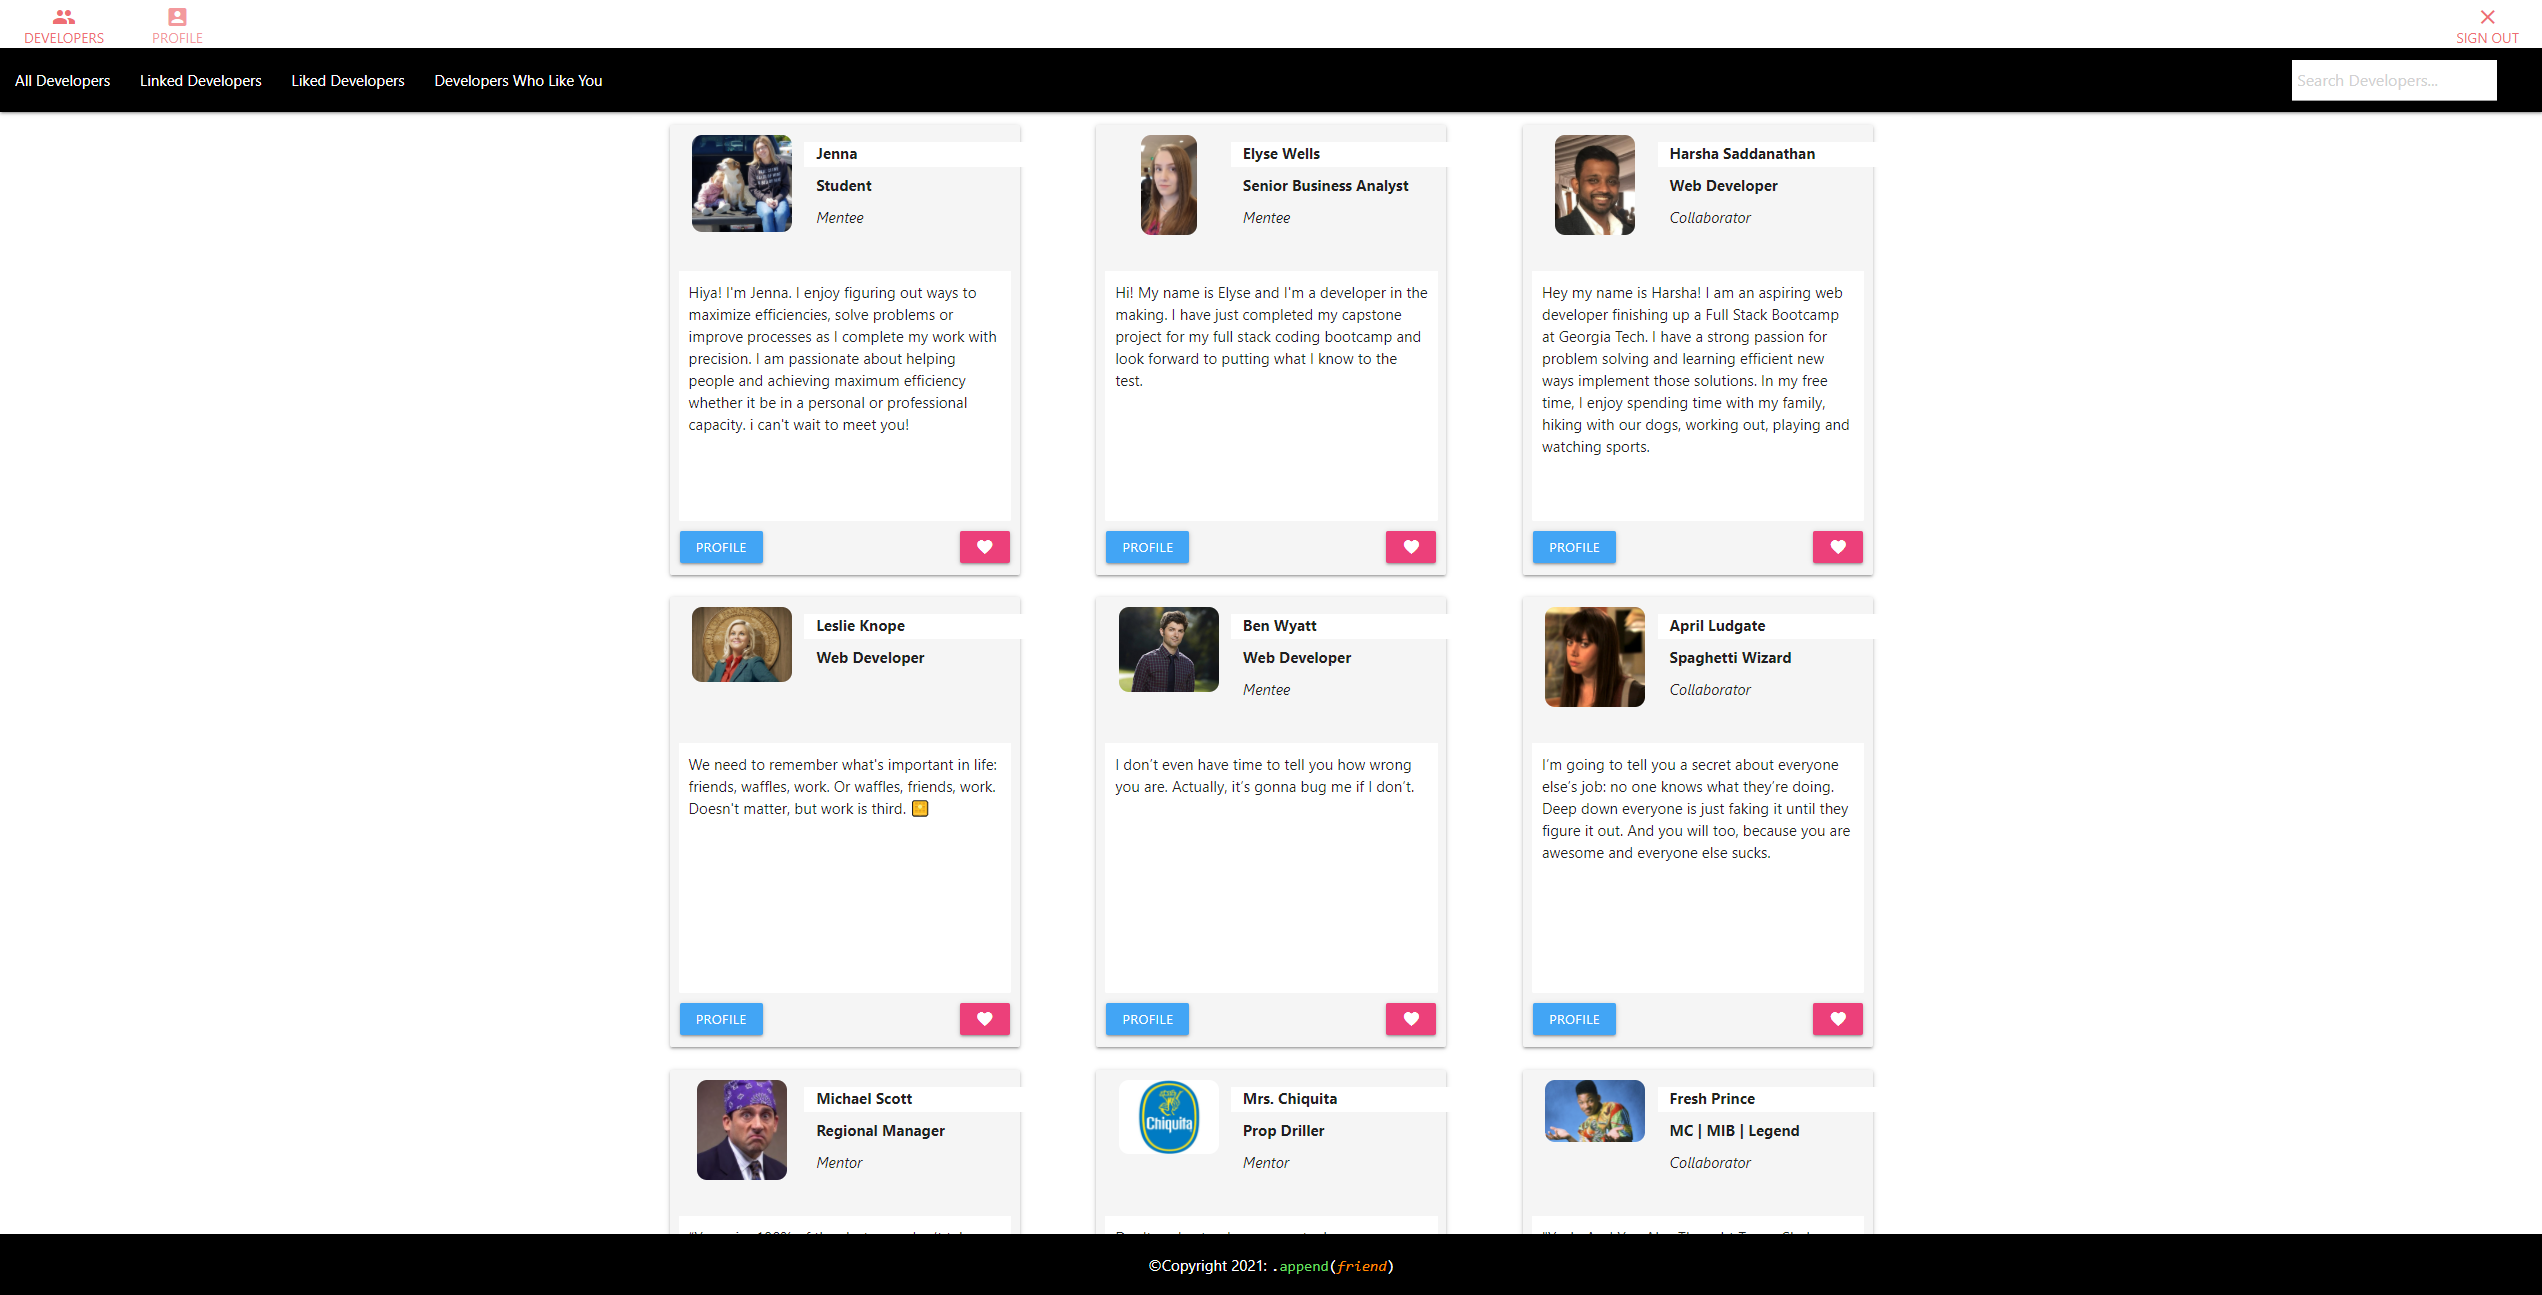 DEVELOPERS
PROFILE
SIGN OUT
All Developers
Linked Developers
Liked Developers
Developers Who Like You
Search Developers...
Jenna
Student
Mentee
Hiya! I'm Jenna. I enjoy figuring out ways to
maximize efficiencies, solve problems or
improve processes as I complete my work with
precision. I am passionate about helping
people and achieving maximum efficiency
whether it be in a personal or professional
capacity. i can't wait to meet you!
PROFILE
Elyse Wells
Senior Business Analyst
Mentee
Hi! My name is Elyse and I'm a developer in the
making. I have just completed my capstone
project for my full stack coding bootcamp and
look forward to putting what I know to the
test.
PROFILE
Harsha Saddanathan
Web Developer
Collaborator
Hey my name is Harsha! I am an aspiring web
developer finishing up a Full Stack Bootcamp
at Georgia Tech. I have a strong passion for
problem solving and learning efficient new
ways implement those solutions. In my free
time, I enjoy spending time with my family,
hiking with our dogs, working out, playing and
watching sports.
PROFILE
Leslie Knope
Web Developer
We need to remember what's important in life:
friends, waffles, work. Or waffles, friends, work.
Doesn't matter, but work is third.
PROFILE
Ben Wyatt
Web Developer
Mentee
I don’t even have time to tell you how wrong
you are. Actually, it’s gonna bug me if I don’t.
PROFILE
April Ludgate
Spaghetti Wizard
Collaborator
I’m going to tell you a secret about everyone
else’s job: no one knows what they’re doing.
Deep down everyone is just faking it until they
figure it out. And you will too, because you are
awesome and everyone else sucks.
PROFILE
Michael Scott
Regional Manager
Mentor
Chiquita
Mrs. Chiquita
Prop Driller
Mentor
Fresh Prince
MC | MIB | Legend
Collaborator
©Copyright 2021: .append(friend)